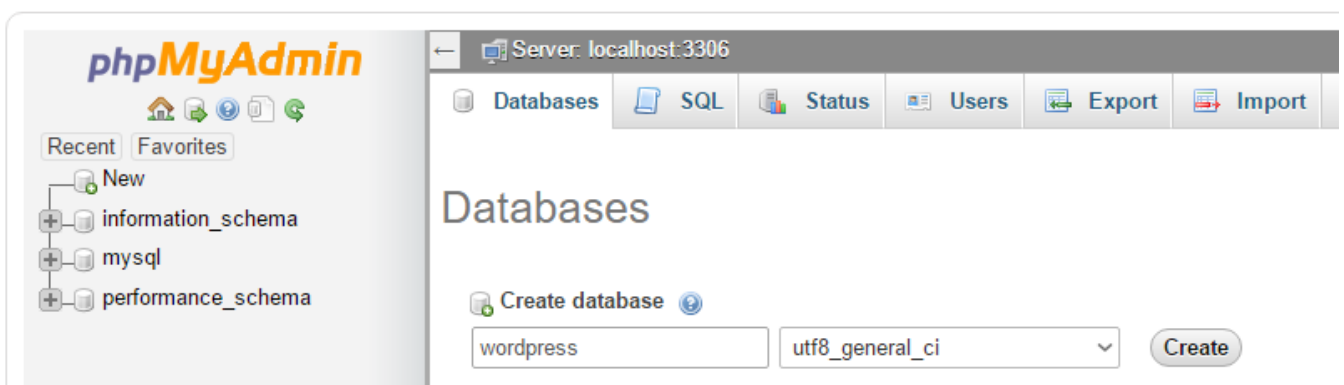 phpMyAdmin
Recent Favorites
New
information_schema
mysql
performance_schema
Server: localhost:3306
Databases SQL Status Users Export Import
Databases
Create database
wordpress utf8_general_ci Create